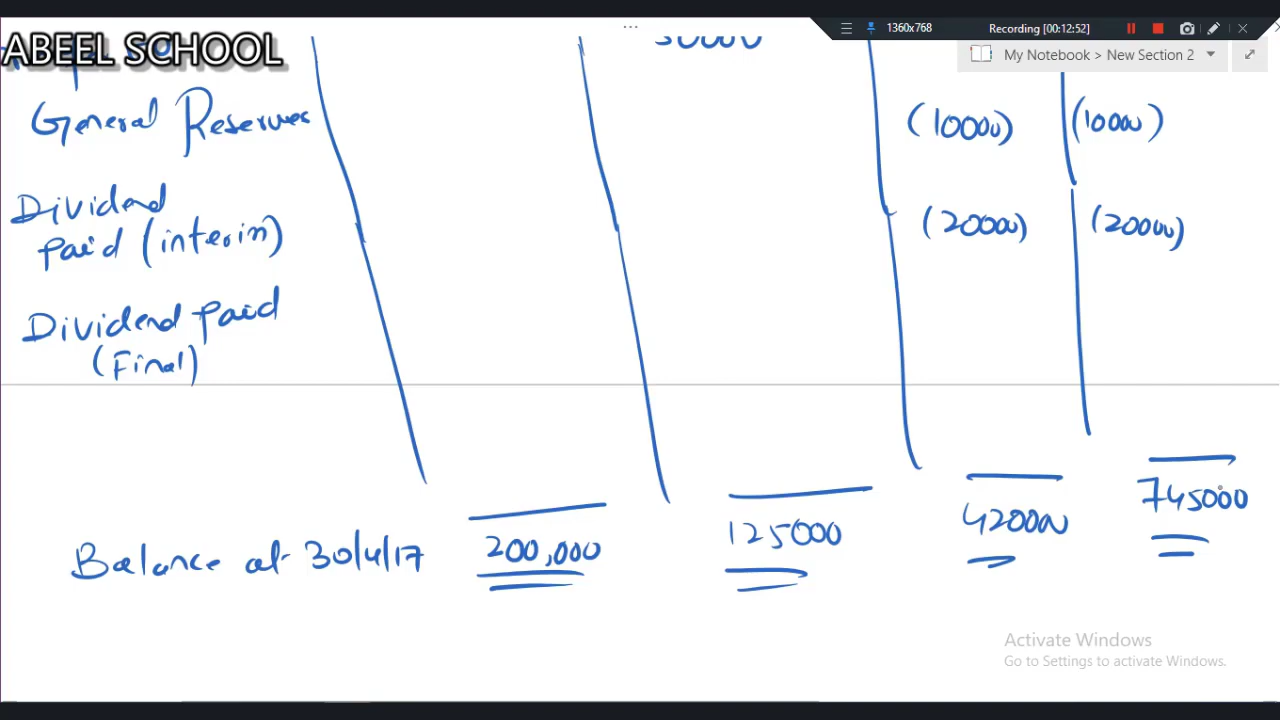 1360x768 Recording [00:12:52]
ABEEL SCHOOL
My Notebook > New Section 2
General Reserves (10000) (10000)
Dividend
paid (interim) (20000) (20000)
Dividend paid
(Final)
Balance at 30/4/17 200,000 125000 420000 745000
Activate Windows
Go to Settings to activate Windows.